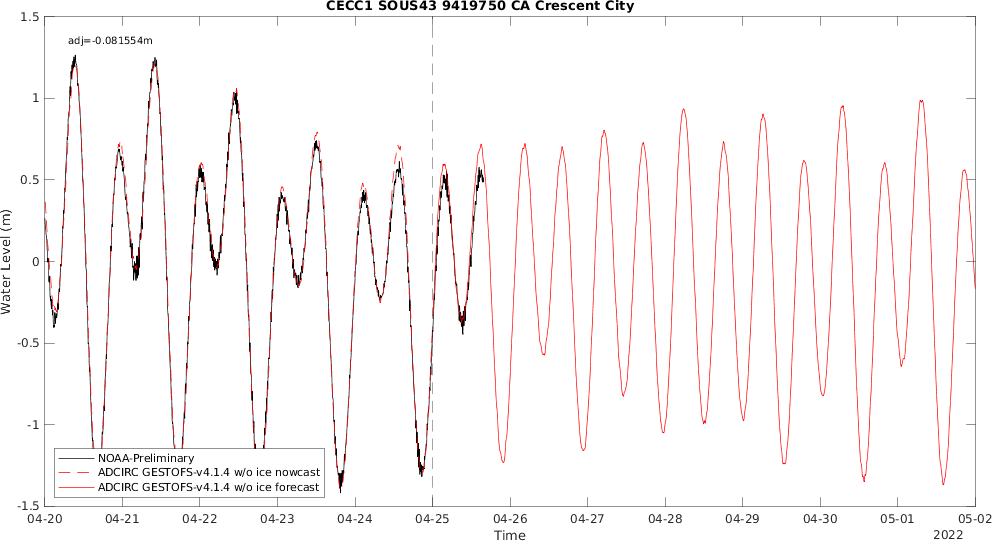 CECC1 SOUS43 9419750 CA Crescent City
adj=-0.081554m
1.5
1
0.5
0
-0.5
-1
-1.5
Water Level (m)
NOAA-Preliminary
ADCIRC GESTOFS-v4.1.4 w/o ice nowcast
ADCIRC GESTOFS-v4.1.4 w/o ice forecast
04-20 04-21 04-22 04-23 04-24 04-25 04-26 04-27 04-28 04-29 04-30 05-01 05-02
Time
2022